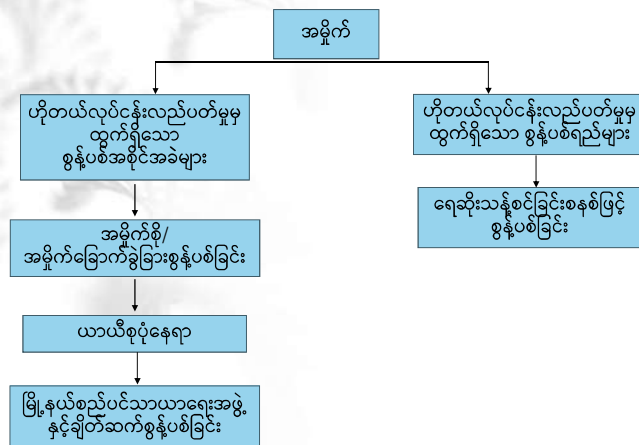 အမှိုက်
ဟိုတယ်လုပ်ငန်းလည်ပတ်မှုမှ
ထွက်ရှိသော
စွန့်ပစ်အစိုင်အခဲများ
ဟိုတယ်လုပ်ငန်းလည်ပတ်မှုမှ
ထွက်ရှိသော စွန့်ပစ်ရည်များ
အမှိုက်စို/
အမှိုက်ခြောက်ခွဲခြားစွန့်ပစ်ခြင်း
ရေဆိုးသန့်စင်ခြင်းစနစ်ဖြင့်
စွန့်ပစ်ခြင်း
ယာယီစုပုံနေရာ
မြို့နယ်စည်ပင်သာယာရေးအဖွဲ့
နှင့်ချိတ်ဆက်စွန့်ပစ်ခြင်း